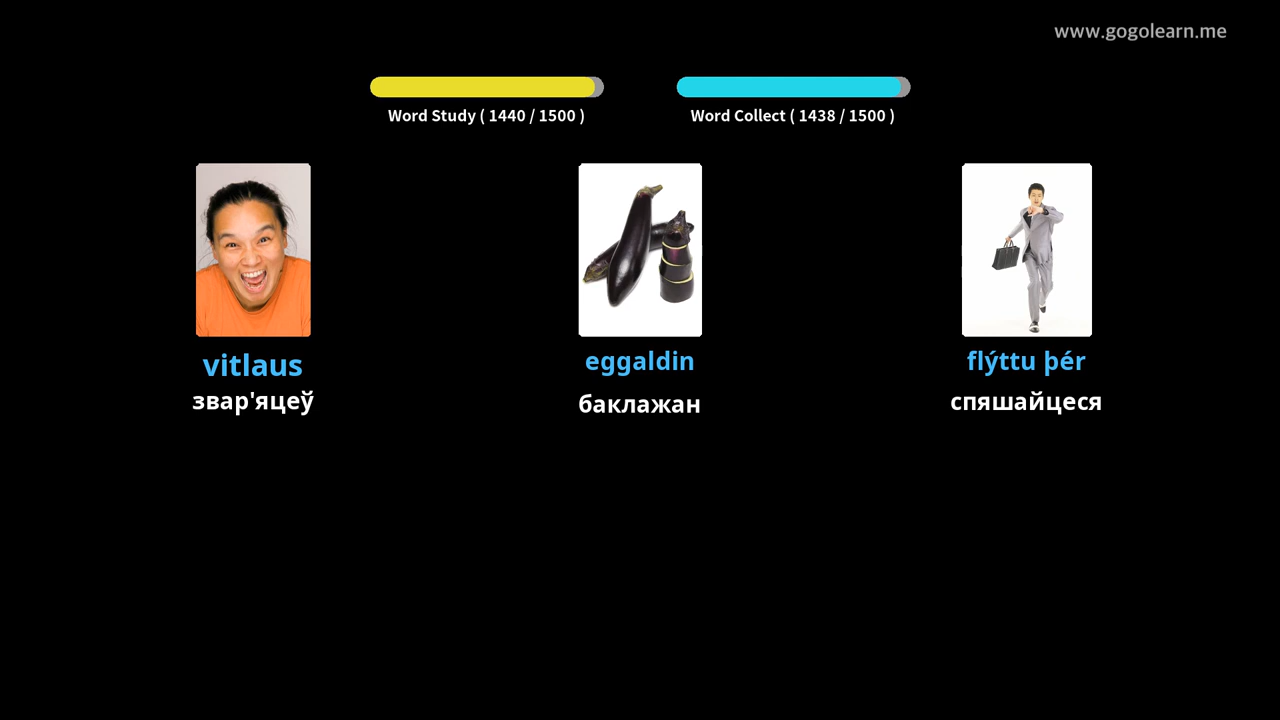 www.gogolearn.me
Word Study ( 1440 / 1500 )
Word Collect ( 1438 / 1500 )
vitlaus
звар'яцеў
eggaldin
баклажан
flýttu þér
спяшайцеся